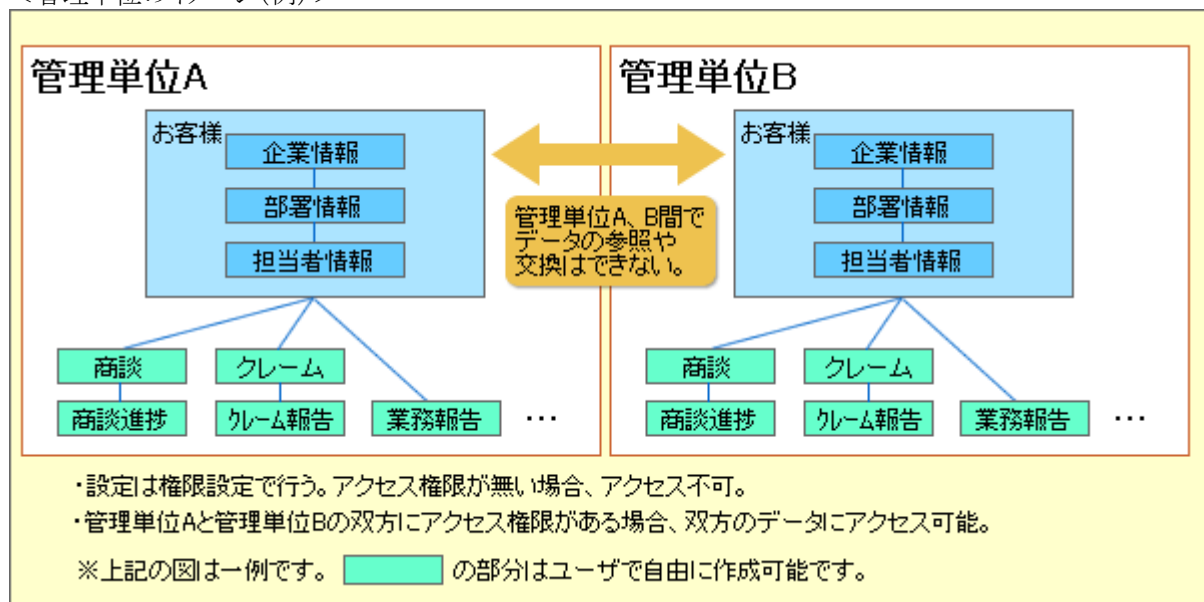 <管理単位のイメージ(例)>
管理単位A
お客様
企業情報
部署情報
担当者情報
商談
クレーム
商談進捗
クレーム報告
業務報告
…
管理単位A、B間で
データの参照や
交換はできない。
管理単位B
お客様
企業情報
部署情報
担当者情報
商談
クレーム
商談進捗
クレーム報告
業務報告
…
・設定は権限設定で行う。アクセス権限が無い場合、アクセス不可。
・管理単位Aと管理単位Bの双方にアクセス権限がある場合、双方のデータにアクセス可能。
※上記の図は一例です。 の部分はユーザで自由に作成可能です。